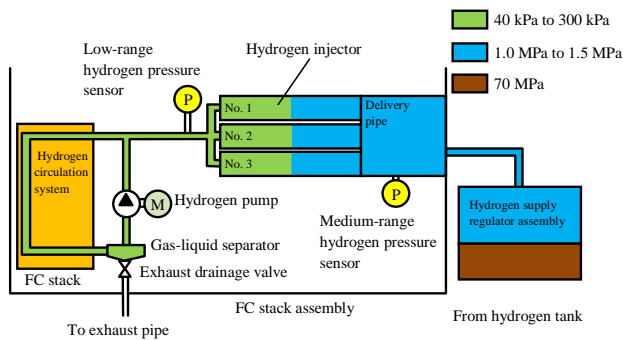 40 kPa to 300 kPa
1.0 MPa to 1.5 MPa
70 MPa
Low-range
hydrogen pressure
sensor
Hydrogen injector
P
No. 1
No. 2
No. 3
Delivery
pipe
Hydrogen
circulation
system
M
Hydrogen pump
P
Medium-range
hydrogen pressure
sensor
Hydrogen supply
regulator assembly
Gas-liquid separator
Exhaust drainage valve
FC stack
FC stack assembly
To exhaust pipe
From hydrogen tank